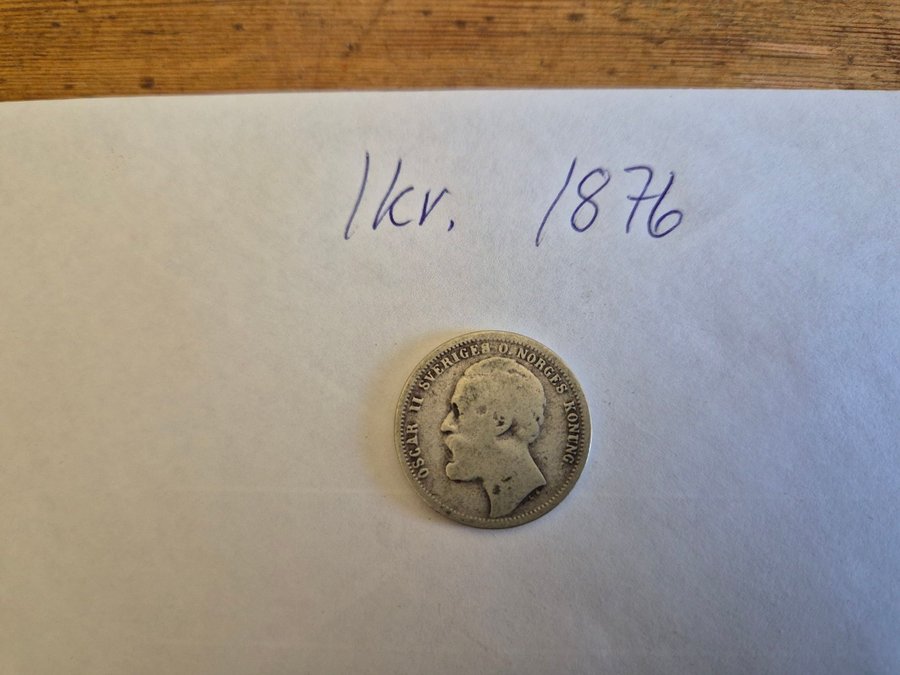 1kr. 1876
OSCAR II SVERIGES O. NORGES KONUNG